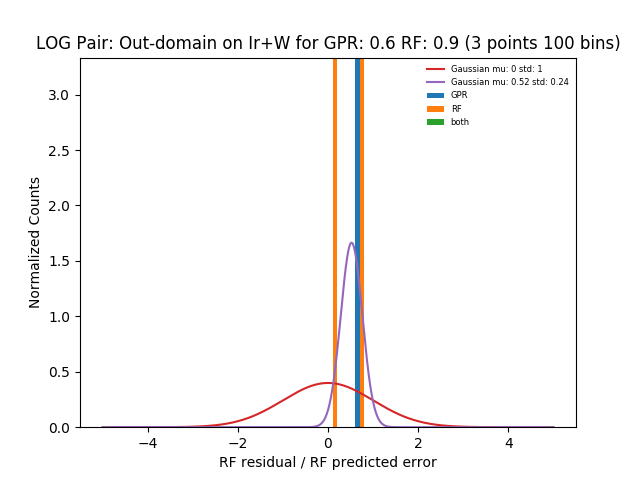 LOG Pair: Out-domain on Ir+W for GPR: 0.6 RF: 0.9 (3 points 100 bins)
Gaussian mu: 0 std: 1
Gaussian mu: 0.52 std: 0.24
GPR
RF
both
Normalized Counts
3.0
2.5
2.0
1.5
1.0
0.5
0.0
−4
−2
0
2
4
RF residual / RF predicted error